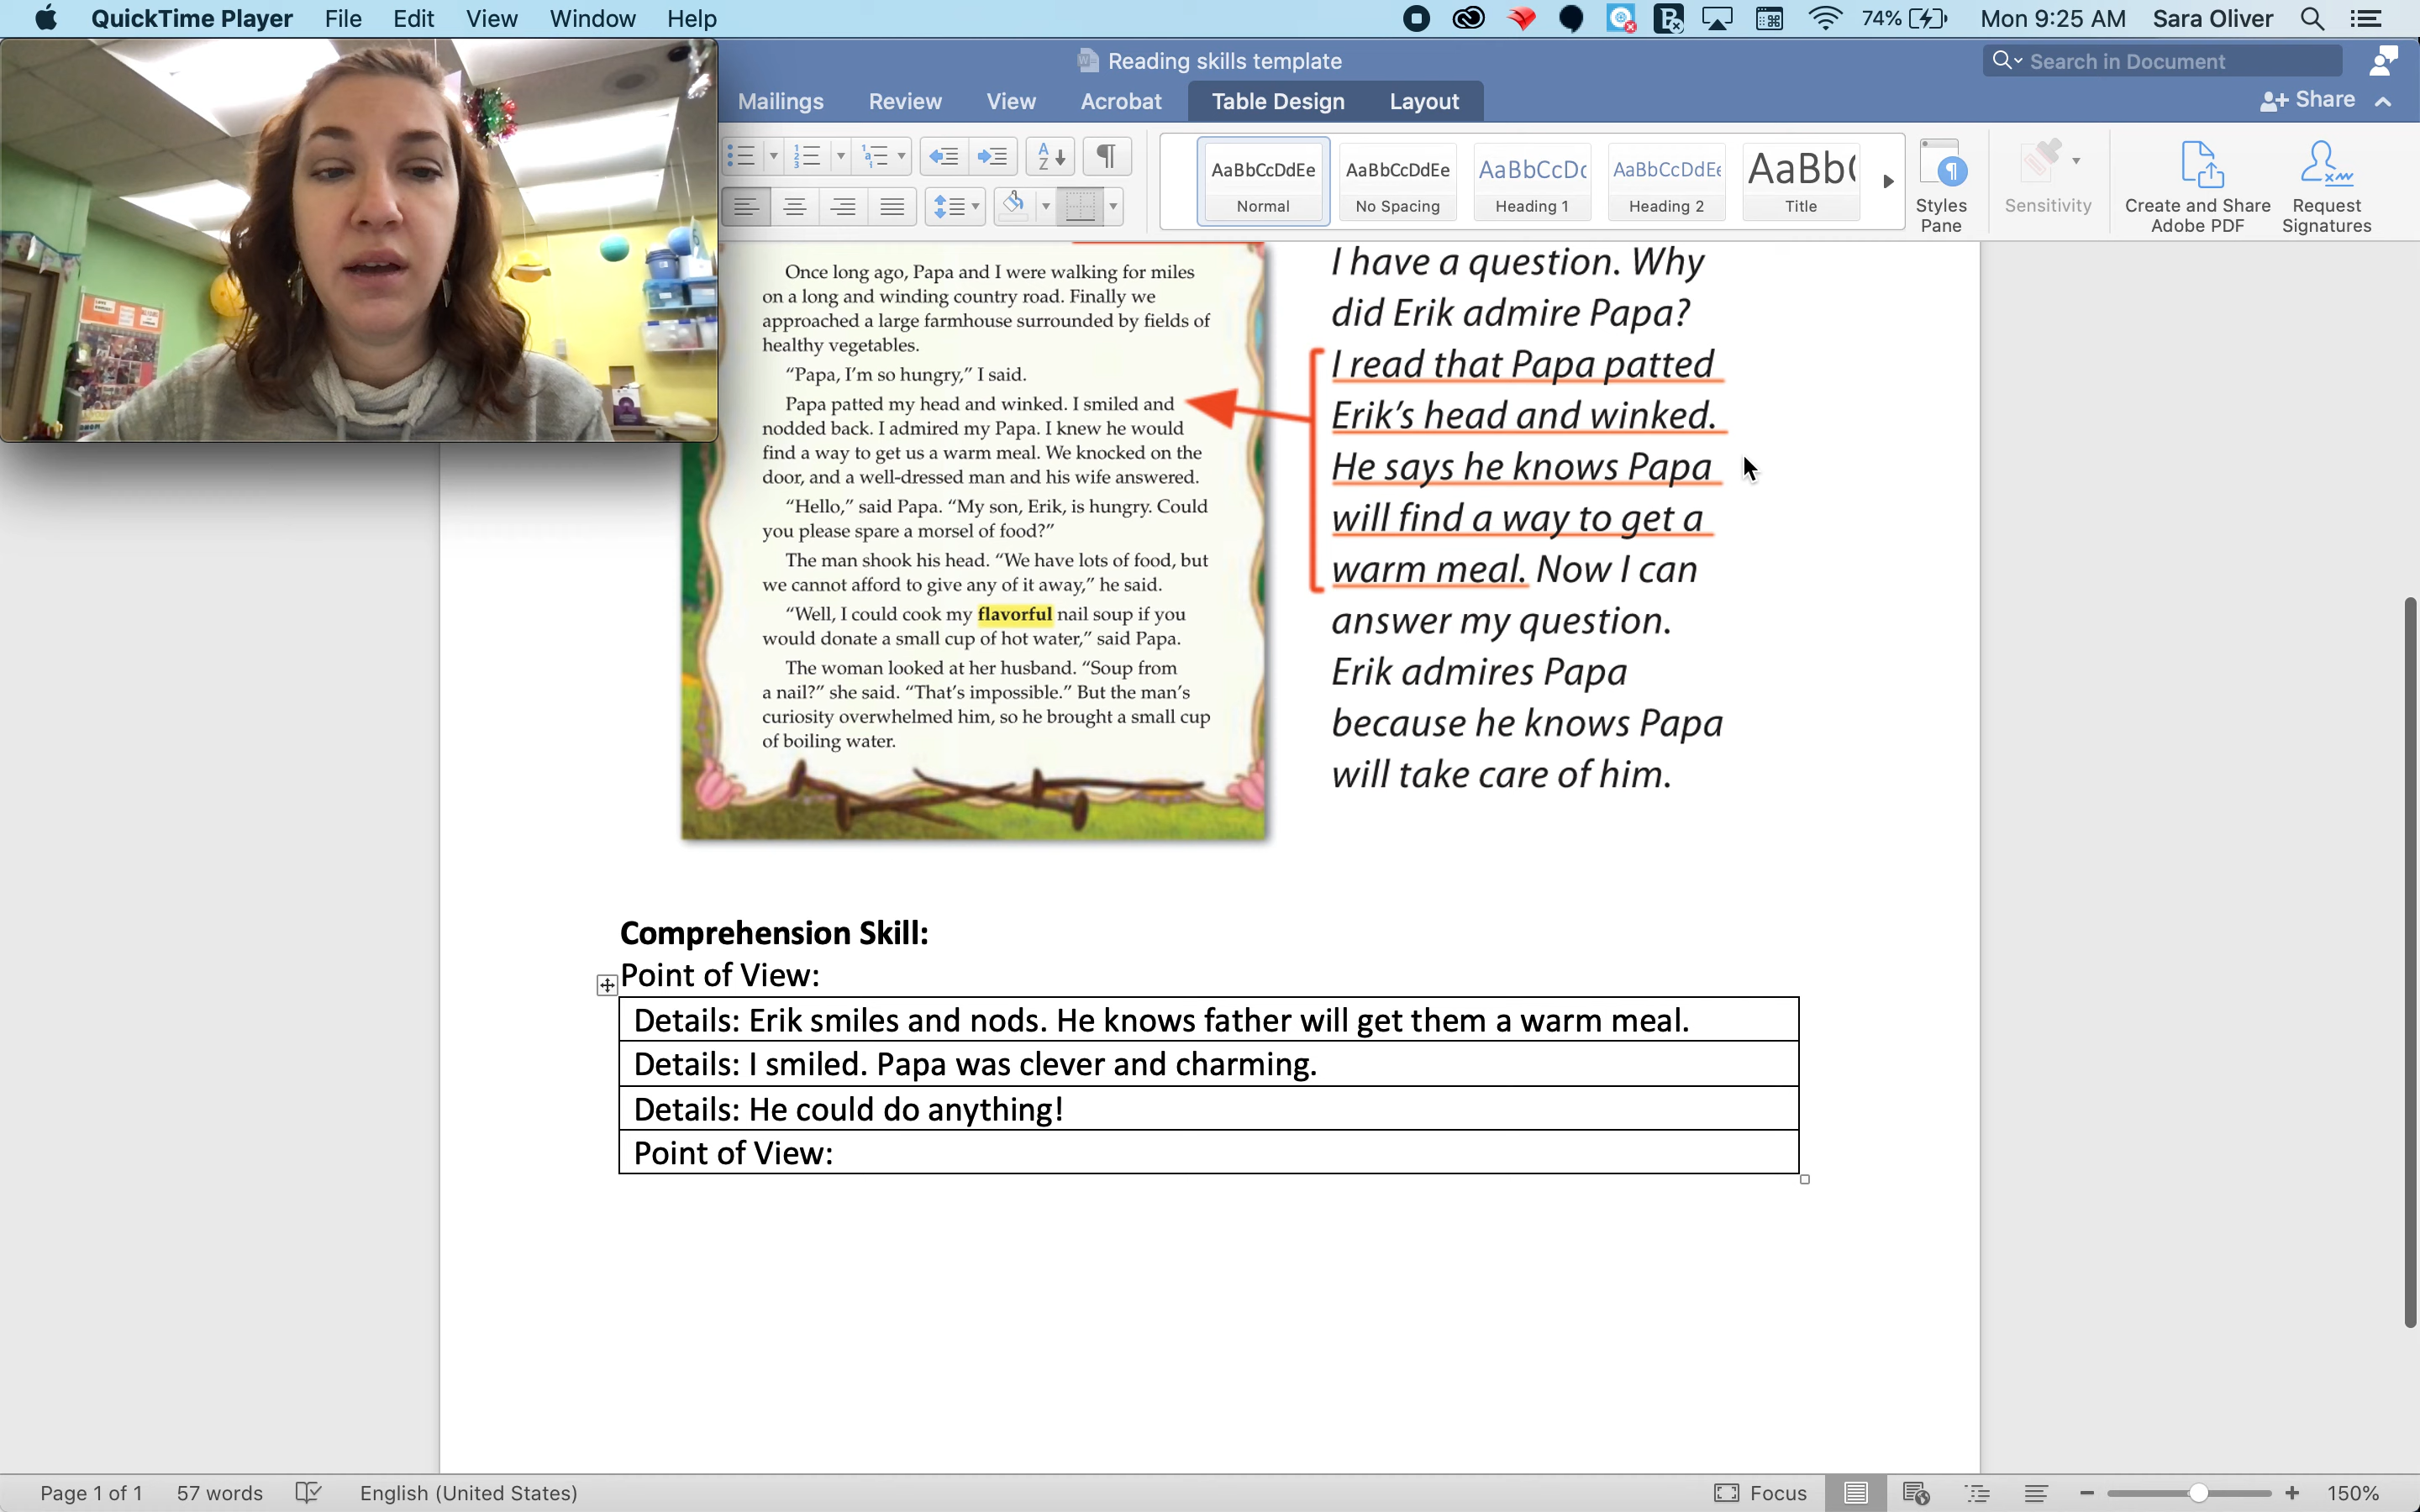 QuickTime Player File Edit View Window Help 74% Mon 9:25 AM Sara Oliver
Reading skills template
Search in Document
Mailings Review View Acrobat Table Design Layout
Share
AaBbCcDdEe AaBbCcDdEe AaBbCcDc AaBbCcDdEe AaBb(
Normal No Spacing Heading 1 Heading 2 Title
Styles Pane
Sensitivity
Create and Share Adobe PDF
Request Signatures
Once long ago, Papa and I were walking for miles
on a long and winding country road. Finally we
approached a large farmhouse surrounded by fields of
healthy vegetables.
“Papa, I’m so hungry,” I said.
Papa patted my head and winked. I smiled and
nodded back. I admired my Papa. I knew he would
find a way to get us a warm meal. We knocked on the
door, and a well-dressed man and his wife answered.
“Hello,” said Papa. “My son, Erik, is hungry. Could
you please spare a morsel of food?”
The man shook his head. “We have lots of food, but
we cannot afford to give any of it away,” he said.
“Well, I could cook my flavorful nail soup if you
would donate a small cup of hot water,” said Papa.
The woman looked at her husband. “Soup from
a nail?” she said. “That’s impossible.” But the man’s
curiosity overwhelmed him, so he brought a small cup
of boiling water.
I have a question. Why
did Erik admire Papa?
I read that Papa patted
Erik’s head and winked.
He says he knows Papa
will find a way to get a
warm meal. Now I can
answer my question.
Erik admires Papa
because he knows Papa
will take care of him.
Comprehension Skill:
Point of View:
Details: Erik smiles and nods. He knows father will get them a warm meal.
Details: I smiled. Papa was clever and charming.
Details: He could do anything!
Point of View:
Page 1 of 1 57 words English (United States) Focus 150%